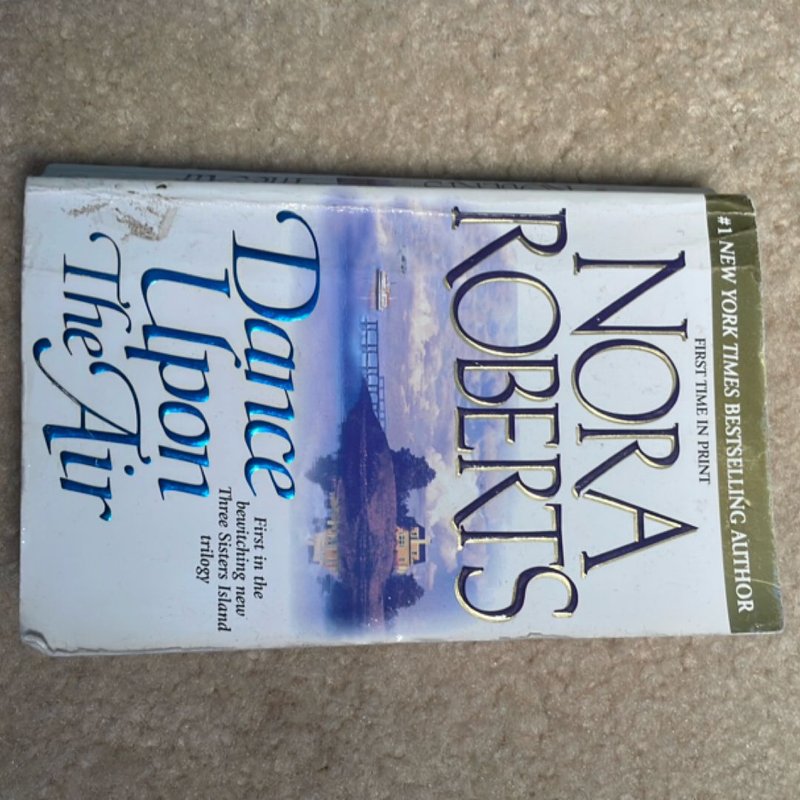 #1 NEW YORK TIMES BESTSELLING AUTHOR
FIRST TIME IN PRINT
NORA
ROBERTS
Dance
Upon
The Air
First in the
bewitching new
Three Sisters Island
trilogy